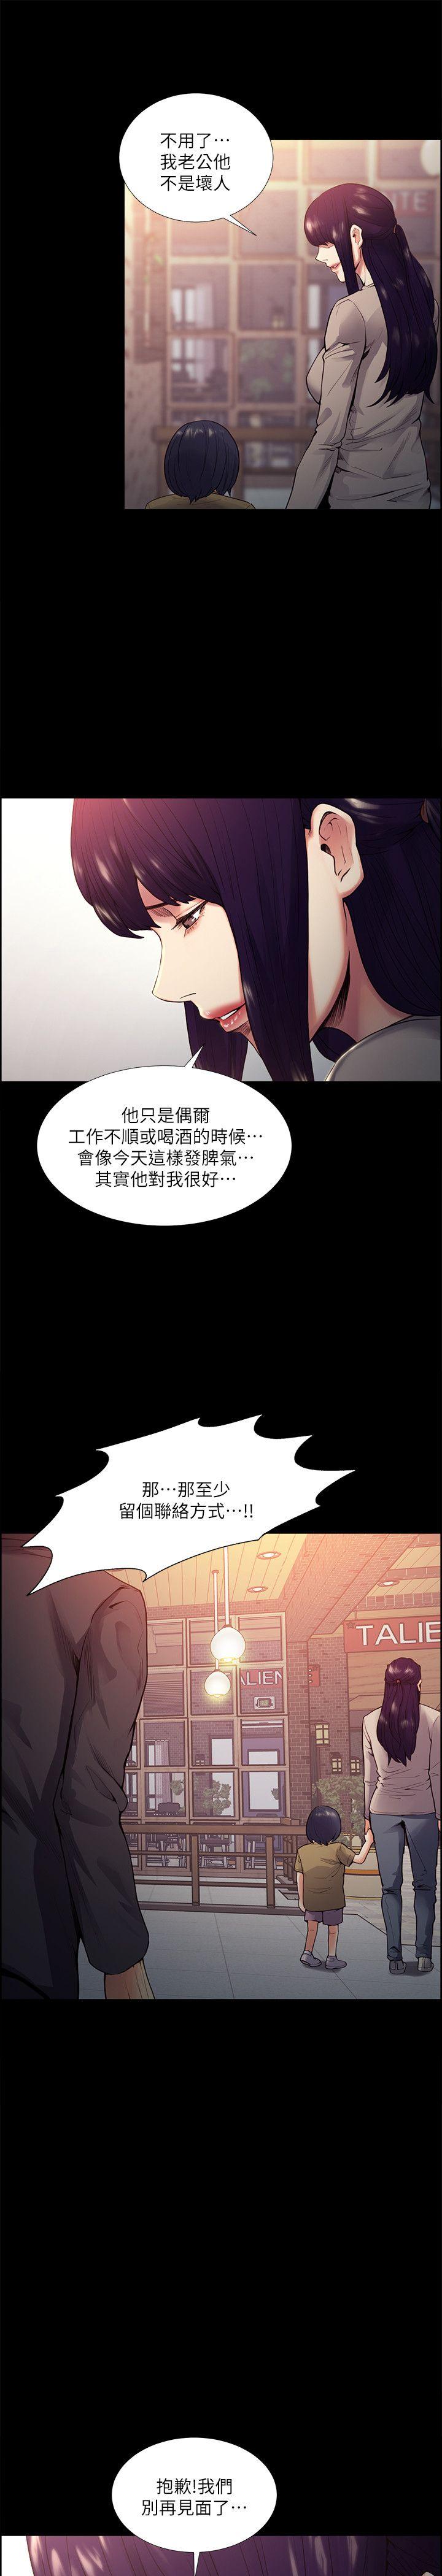 不用了…
我老公他
不是壞人
他只是偶爾
工作不順或喝酒的時候…
會像今天這樣發脾氣…
其實他對我很好…
那…那至少
留個聯絡方式…!!
TALIEN
ALIEN
抱歉!我們
別再見面了…